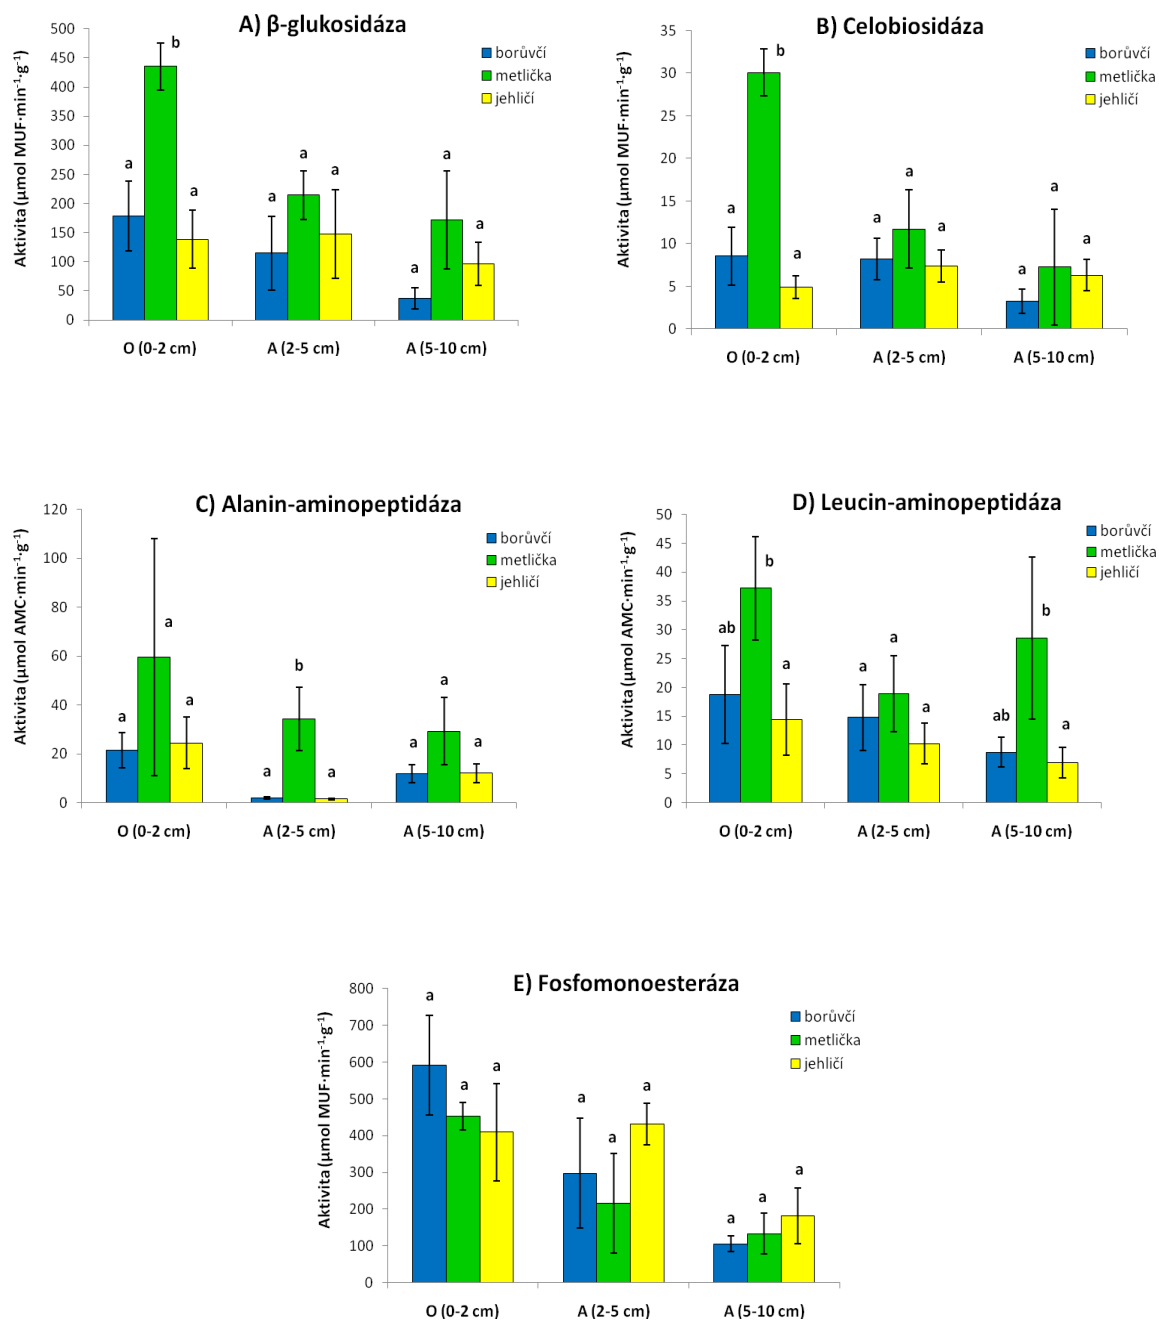 A) β-glukosidáza
Aktivita (µmol MUF·min⁻¹·g⁻¹)
500
450
400
350
300
250
200
150
100
50
0
b
a
a
a
a
a
a
a
a
borůvčí
metlička
jehličí
O (0-2 cm) A (2-5 cm) A (5-10 cm)
B) Celobiosidáza
Aktivita (µmol MUF·min⁻¹·g⁻¹)
35
30
25
20
15
10
5
0
b
a
a
a
a
a
a
a
a
borůvčí
metlička
jehličí
O (0-2 cm) A (2-5 cm) A (5-10 cm)
C) Alanin-aminopeptidáza
Aktivita (µmol AMC·min⁻¹·g⁻¹)
120
100
80
60
40
20
0
a
a
a
a
b
a
a
a
a
borůvčí
metlička
jehličí
O (0-2 cm) A (2-5 cm) A (5-10 cm)
D) Leucin-aminopeptidáza
Aktivita (µmol AMC·min⁻¹·g⁻¹)
50
45
40
35
30
25
20
15
10
5
0
ab
b
a
a
a
a
ab
b
a
borůvčí
metlička
jehličí
O (0-2 cm) A (2-5 cm) A (5-10 cm)
E) Fosfomonoesteráza
Aktivita (µmol MUF·min⁻¹·g⁻¹)
800
700
600
500
400
300
200
100
0
a
a
a
a
a
a
a
a
a
borůvčí
metlička
jehličí
O (0-2 cm) A (2-5 cm) A (5-10 cm)